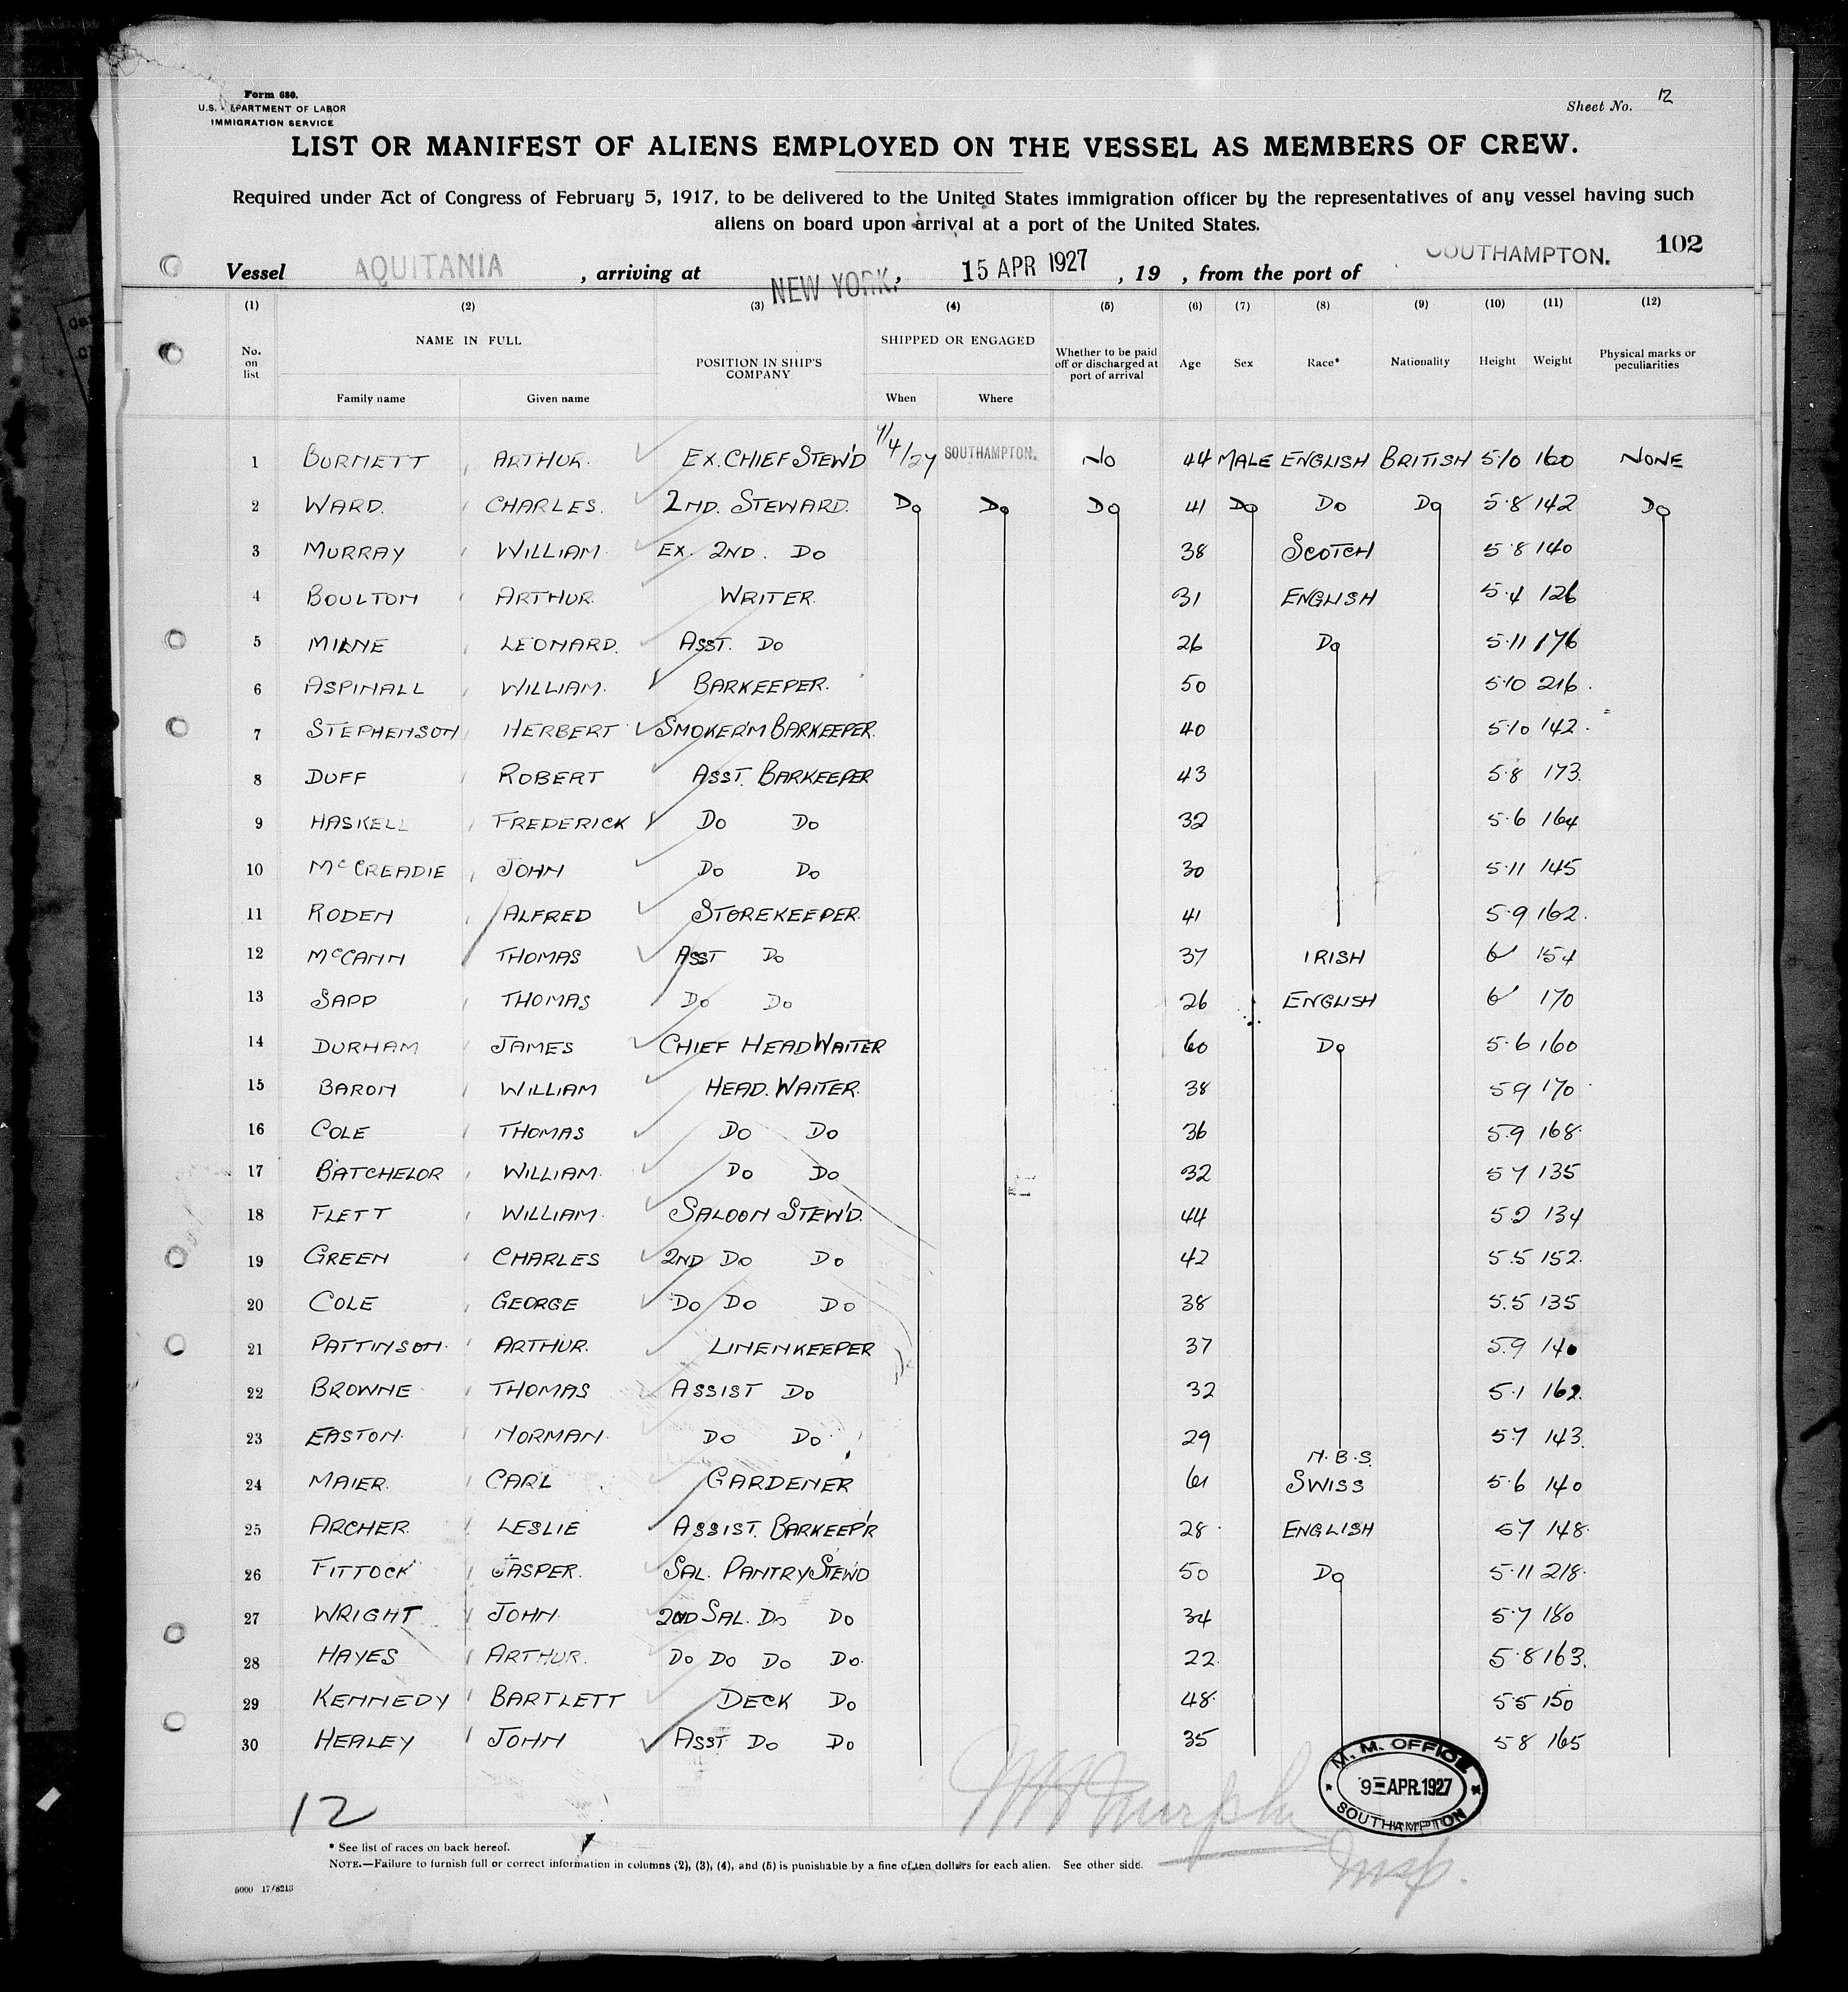 Form 680.
U.S. DEPARTMENT OF LABOR
IMMIGRATION SERVICE
Sheet No. 12
LIST OR MANIFEST OF ALIENS EMPLOYED ON THE VESSEL AS MEMBERS OF CREW.
Required under Act of Congress of February 5, 1917, to be delivered to the United States immigration officer by the representatives of any vessel having such
aliens on board upon arrival at a port of the United States.
102
Vessel AQUITANIA, arriving at NEW YORK, 15 APR 1927, 19 , from the port of SOUTHAMPTON.
(1) (2) (3) (4) (5) (6) (7) (8) (9) (10) (11) (12)
No. on list NAME IN FULL POSITION IN SHIP'S COMPANY SHIPPED OR ENGAGED Whether to be paid off or discharged at port of arrival Age Sex Race* Nationality Height Weight Physical marks or peculiarities
Family name Given name When Where
1 BURNETT ARTHUR. EX. CHIEF STEW'D SOUTHAMPTON. NO 44 MALE ENGLISH BRITISH 5·10 160 NONE
2 WARD. CHARLES. 2ND. STEWARD. DO DO DO 41 DO DO DO 5·8 142 DO
3 MURRAY WILLIAM EX. 2ND. DO 38 SCOTCH 5·8 140
4 BOULTON ARTHUR. WRITER. 31 ENGLISH 5·4 126
5 MILNE LEONARD. ASST. DO 26 DO 5·11 176
6 ASPINALL WILLIAM. BARKEEPER. 50 5·10 216
7 STEPHENSON HERBERT SMOKER'M BARKEEPER. 40 5·10 142
8 DUFF ROBERT ASST. BARKEEPER 43 5·8 173
9 HASKELL FREDERICK DO DO 32 5·6 164
10 McCREADIE JOHN DO DO 30 5·11 145
11 RODEN ALFRED STOREKEEPER. 41 5·9 162
12 McCANN THOMAS ASST DO 37 IRISH 6' 154
13 SAPP THOMAS DO DO 26 ENGLISH 6' 170
14 DURHAM JAMES CHIEF HEAD WAITER 60 DO 5·6 160
15 BARON WILLIAM HEAD. WAITER. 38 5·9 170
16 COLE THOMAS DO DO 36 5·9 168
17 BATCHELOR WILLIAM. DO DO 32 5 7 135
18 FLETT WILLIAM. SALOON STEW'D. 44 5·2 134
19 GREEN CHARLES 2ND DO DO 42 5·5 152
20 COLE GEORGE DO DO DO 38 5·5 135
21 PATTINSON. ARTHUR. LINENKEEPER 37 5·9 140
22 BROWNE THOMAS ASSIST DO 32 5·1 162
23 EASTON. NORMAN. DO DO 29 5·7 143
24 MAIER. CARL GARDENER 61 N.B.S. SWISS 5·6 140
25 ARCHER LESLIE ASSIST. BARKEEP'R 28 ENGLISH 5·7 148
26 FITTOCK JASPER. SAL. PANTRY STEW'D 50 DO 5·11 218
27 WRIGHT JOHN 2ND SAL. DO DO 34 5·7 180
28 HAYES ARTHUR. DO DO DO DO 22 5·8 163
29 KENNEDY BARTLETT DECK DO 48 5·5 150
30 HEALEY JOHN ASST DO DO 35 5 8 165
M. M. OFFICE
9 APR. 1927
SOUTHAMPTON
12
Murphy
Insp.
* See list of races on back hereof.
NOTE.—Failure to furnish full or correct information in columns (2), (3), (4), and (5) is punishable by a fine of ten dollars for each alien. See other side.
5000 17/8213